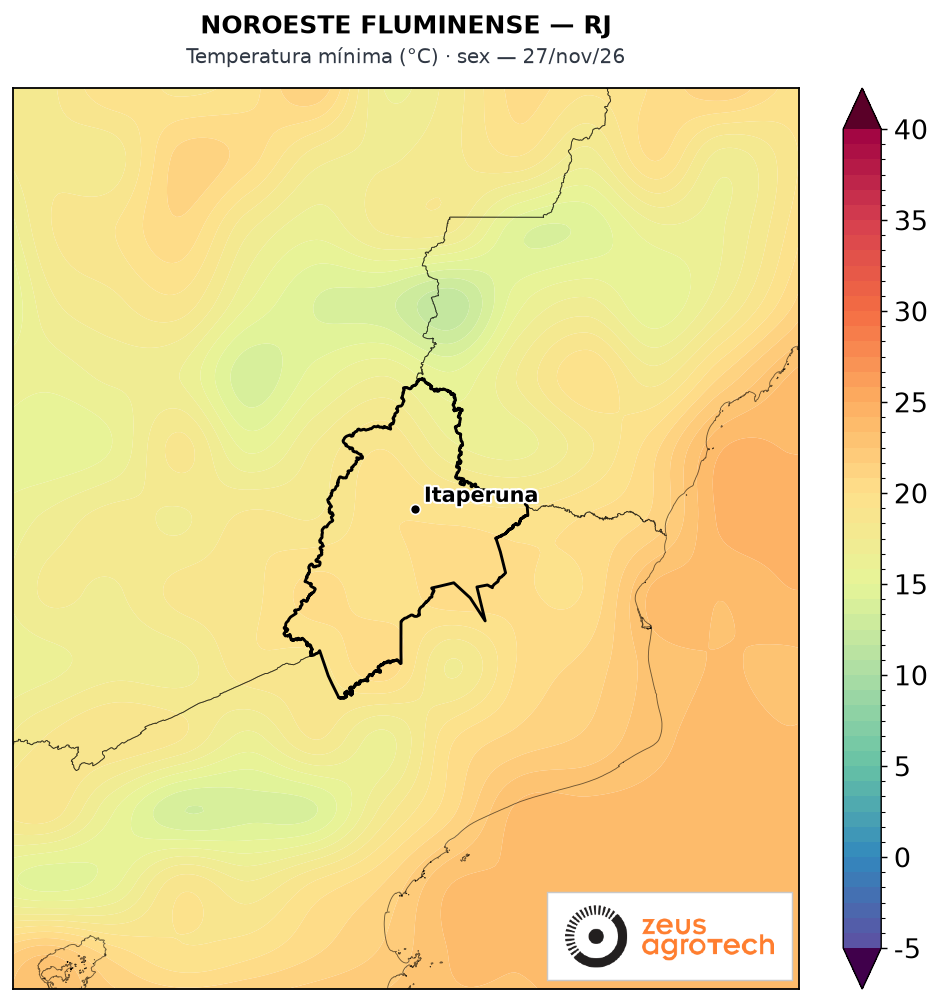 NOROESTE FLUMINENSE — RJ
Temperatura mínima (°C) · sex — 27/nov/26
Itaperuna
40
35
30
25
20
15
10
5
0
-5
zeus
agrotech